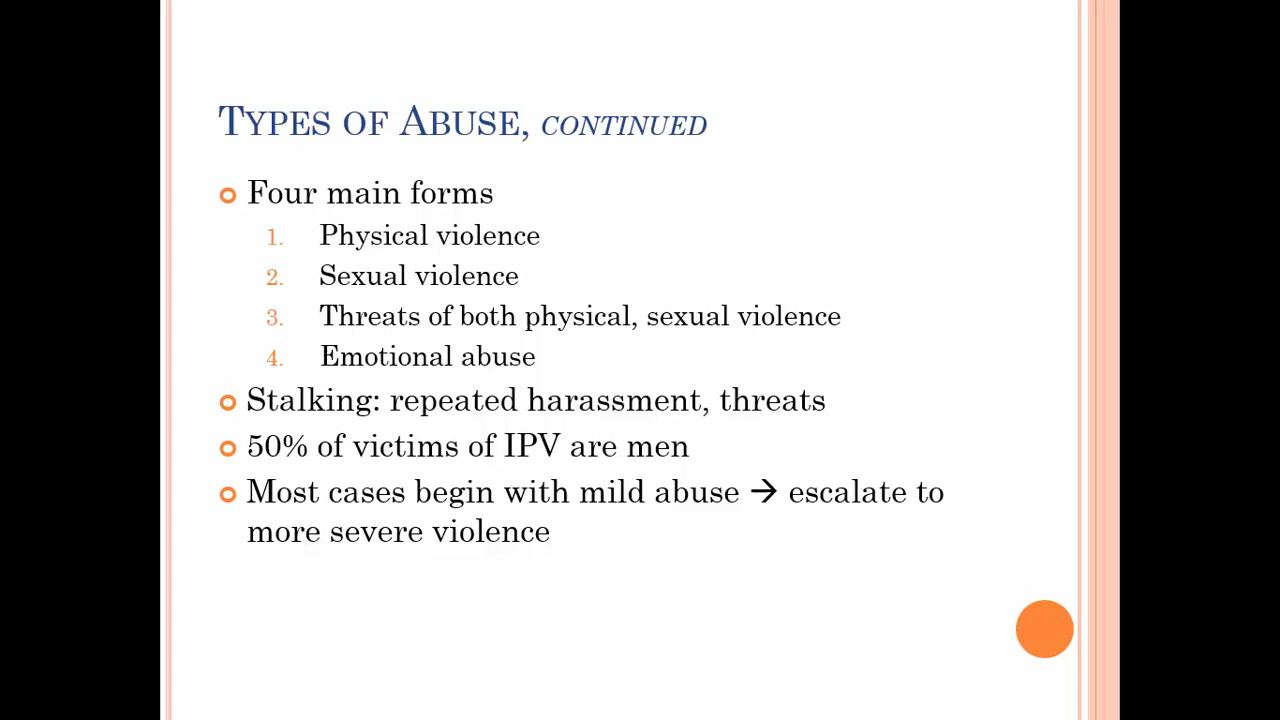 TYPES OF ABUSE, CONTINUED
Four main forms
1. Physical violence
2. Sexual violence
3. Threats of both physical, sexual violence
4. Emotional abuse
Stalking: repeated harassment, threats
50% of victims of IPV are men
Most cases begin with mild abuse → escalate to
more severe violence